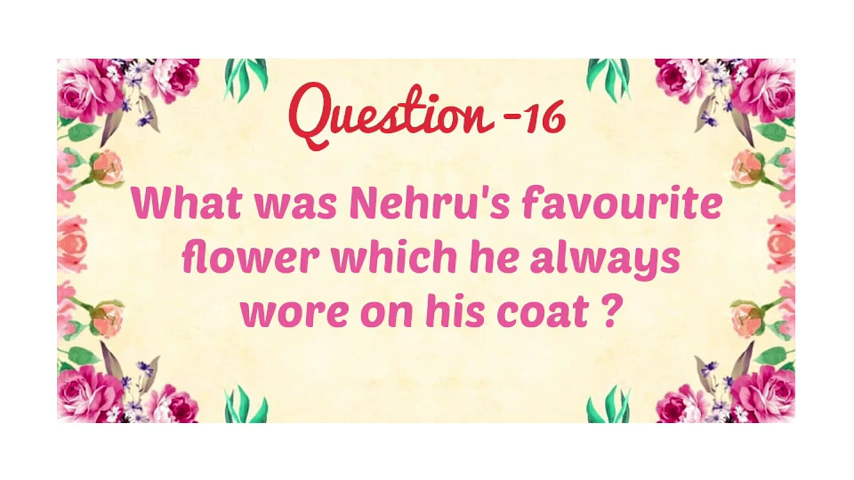 Question -16
What was Nehru's favourite
flower which he always
wore on his coat ?